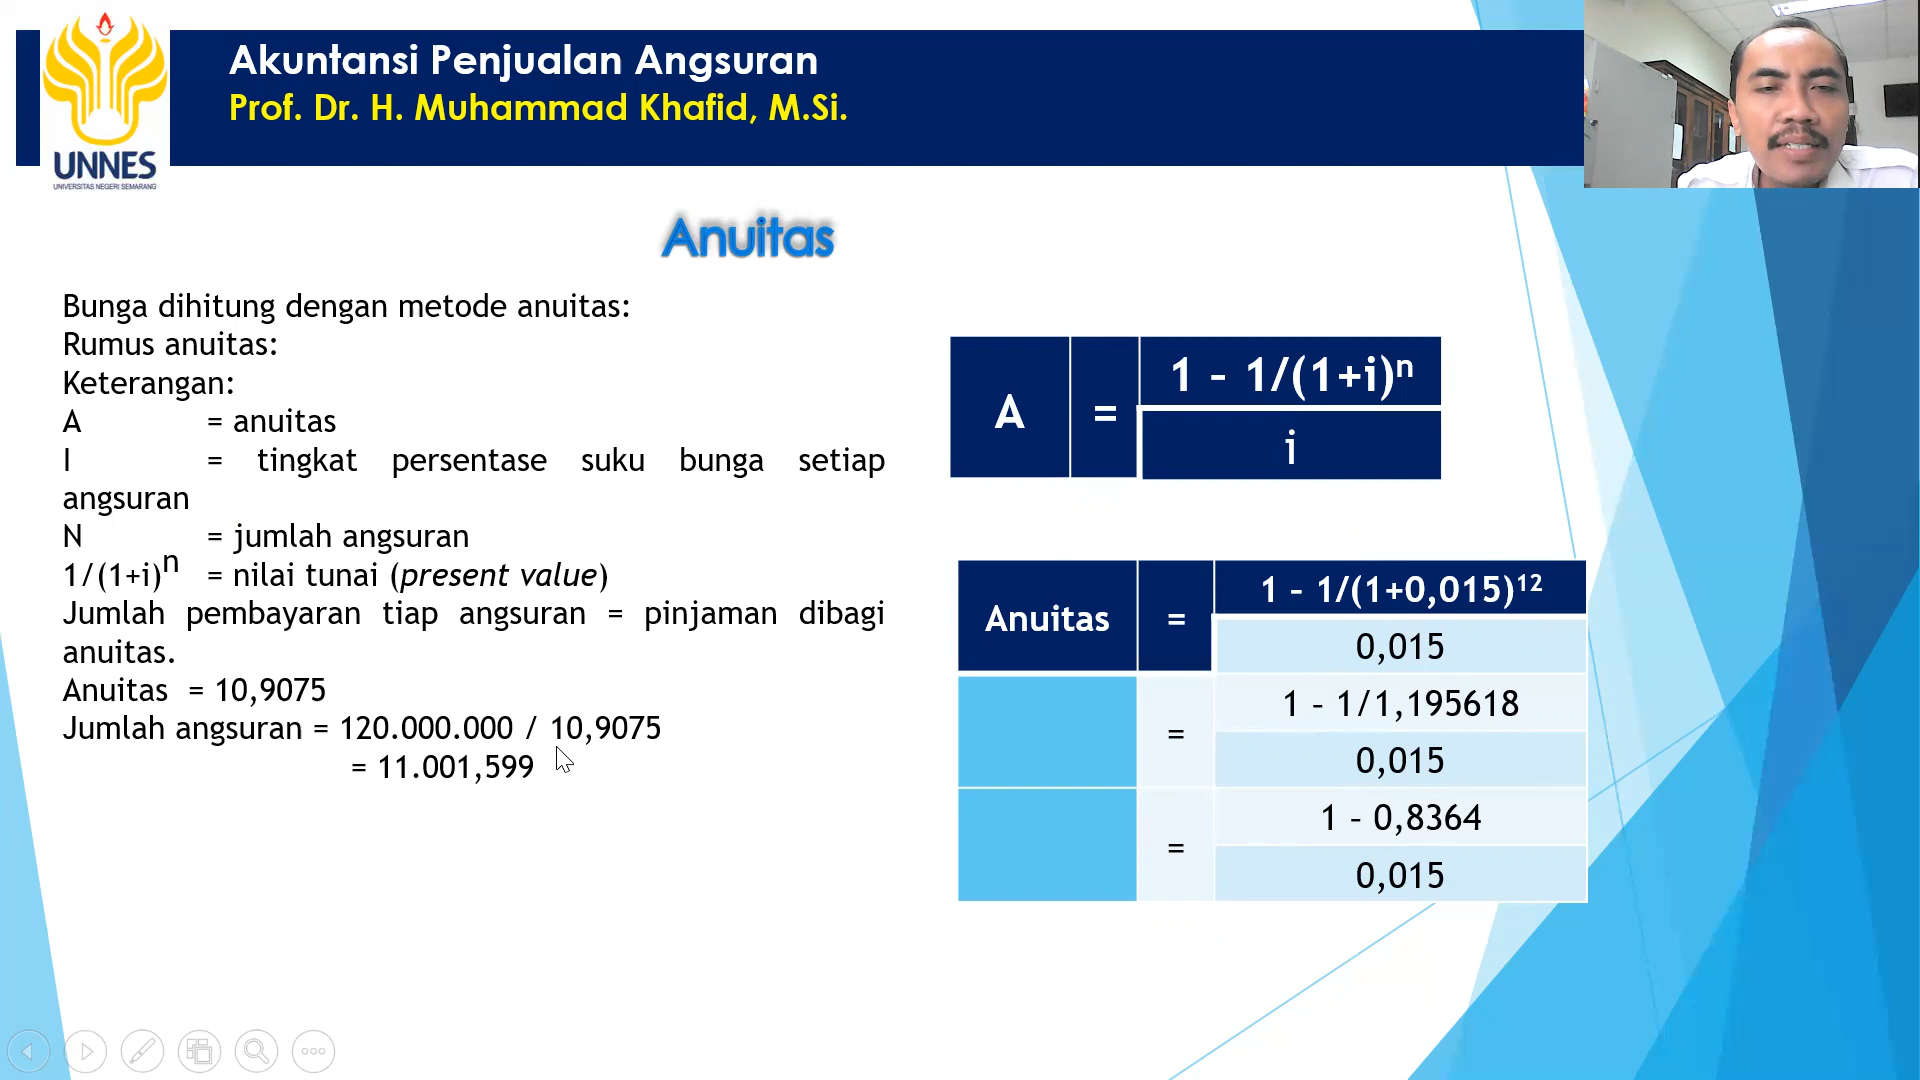 UNNES
UNIVERSITAS NEGERI SEMARANG
Akuntansi Penjualan Angsuran
Prof. Dr. H. Muhammad Khafid, M.Si.
Anuitas
Bunga dihitung dengan metode anuitas:
Rumus anuitas:
Keterangan:
A = anuitas
I = tingkat persentase suku bunga setiap
angsuran
N = jumlah angsuran
1/(1+i)ⁿ = nilai tunai (present value)
Jumlah pembayaran tiap angsuran = pinjaman dibagi
anuitas.
Anuitas = 10,9075
Jumlah angsuran = 120.000.000 / 10,9075
= 11.001,599
A = 1 – 1/(1+i)ⁿ
i
Anuitas = 1 – 1/(1+0,015)¹²
0,015
= 1 – 1/1,195618
0,015
= 1 – 0,8364
0,015